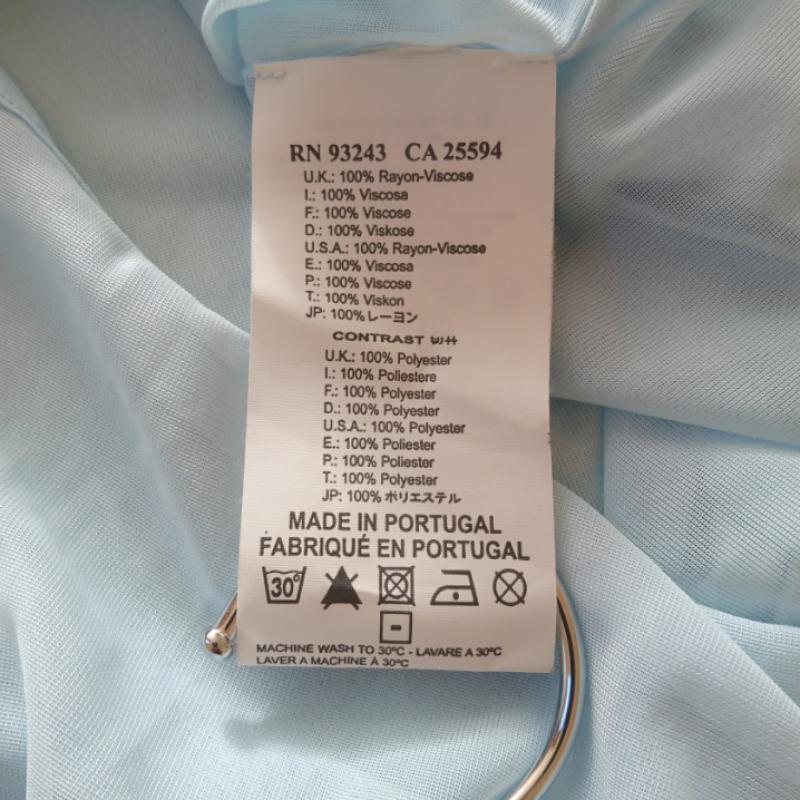 RN 93243 CA 25594
U.K.: 100% Rayon-Viscose
I.: 100% Viscosa
F.: 100% Viscose
D.: 100% Viskose
U.S.A.: 100% Rayon-Viscose
E.: 100% Viscosa
P.: 100% Viscose
T.: 100% Viskon
JP: 100%レーヨン
CONTRAST
U.K.: 100% Polyester
I.: 100% Poliestere
F.: 100% Polyester
D.: 100% Polyester
U.S.A.: 100% Polyester
E.: 100% Poliester
P.: 100% Poliester
T.: 100% Polyester
JP: 100% ポリエステル
MADE IN PORTUGAL
FABRIQUÉ EN PORTUGAL
30°
MACHINE WASH TO 30ºC - LAVARE A 30ºC
LAVER A MACHINE À 30ºC